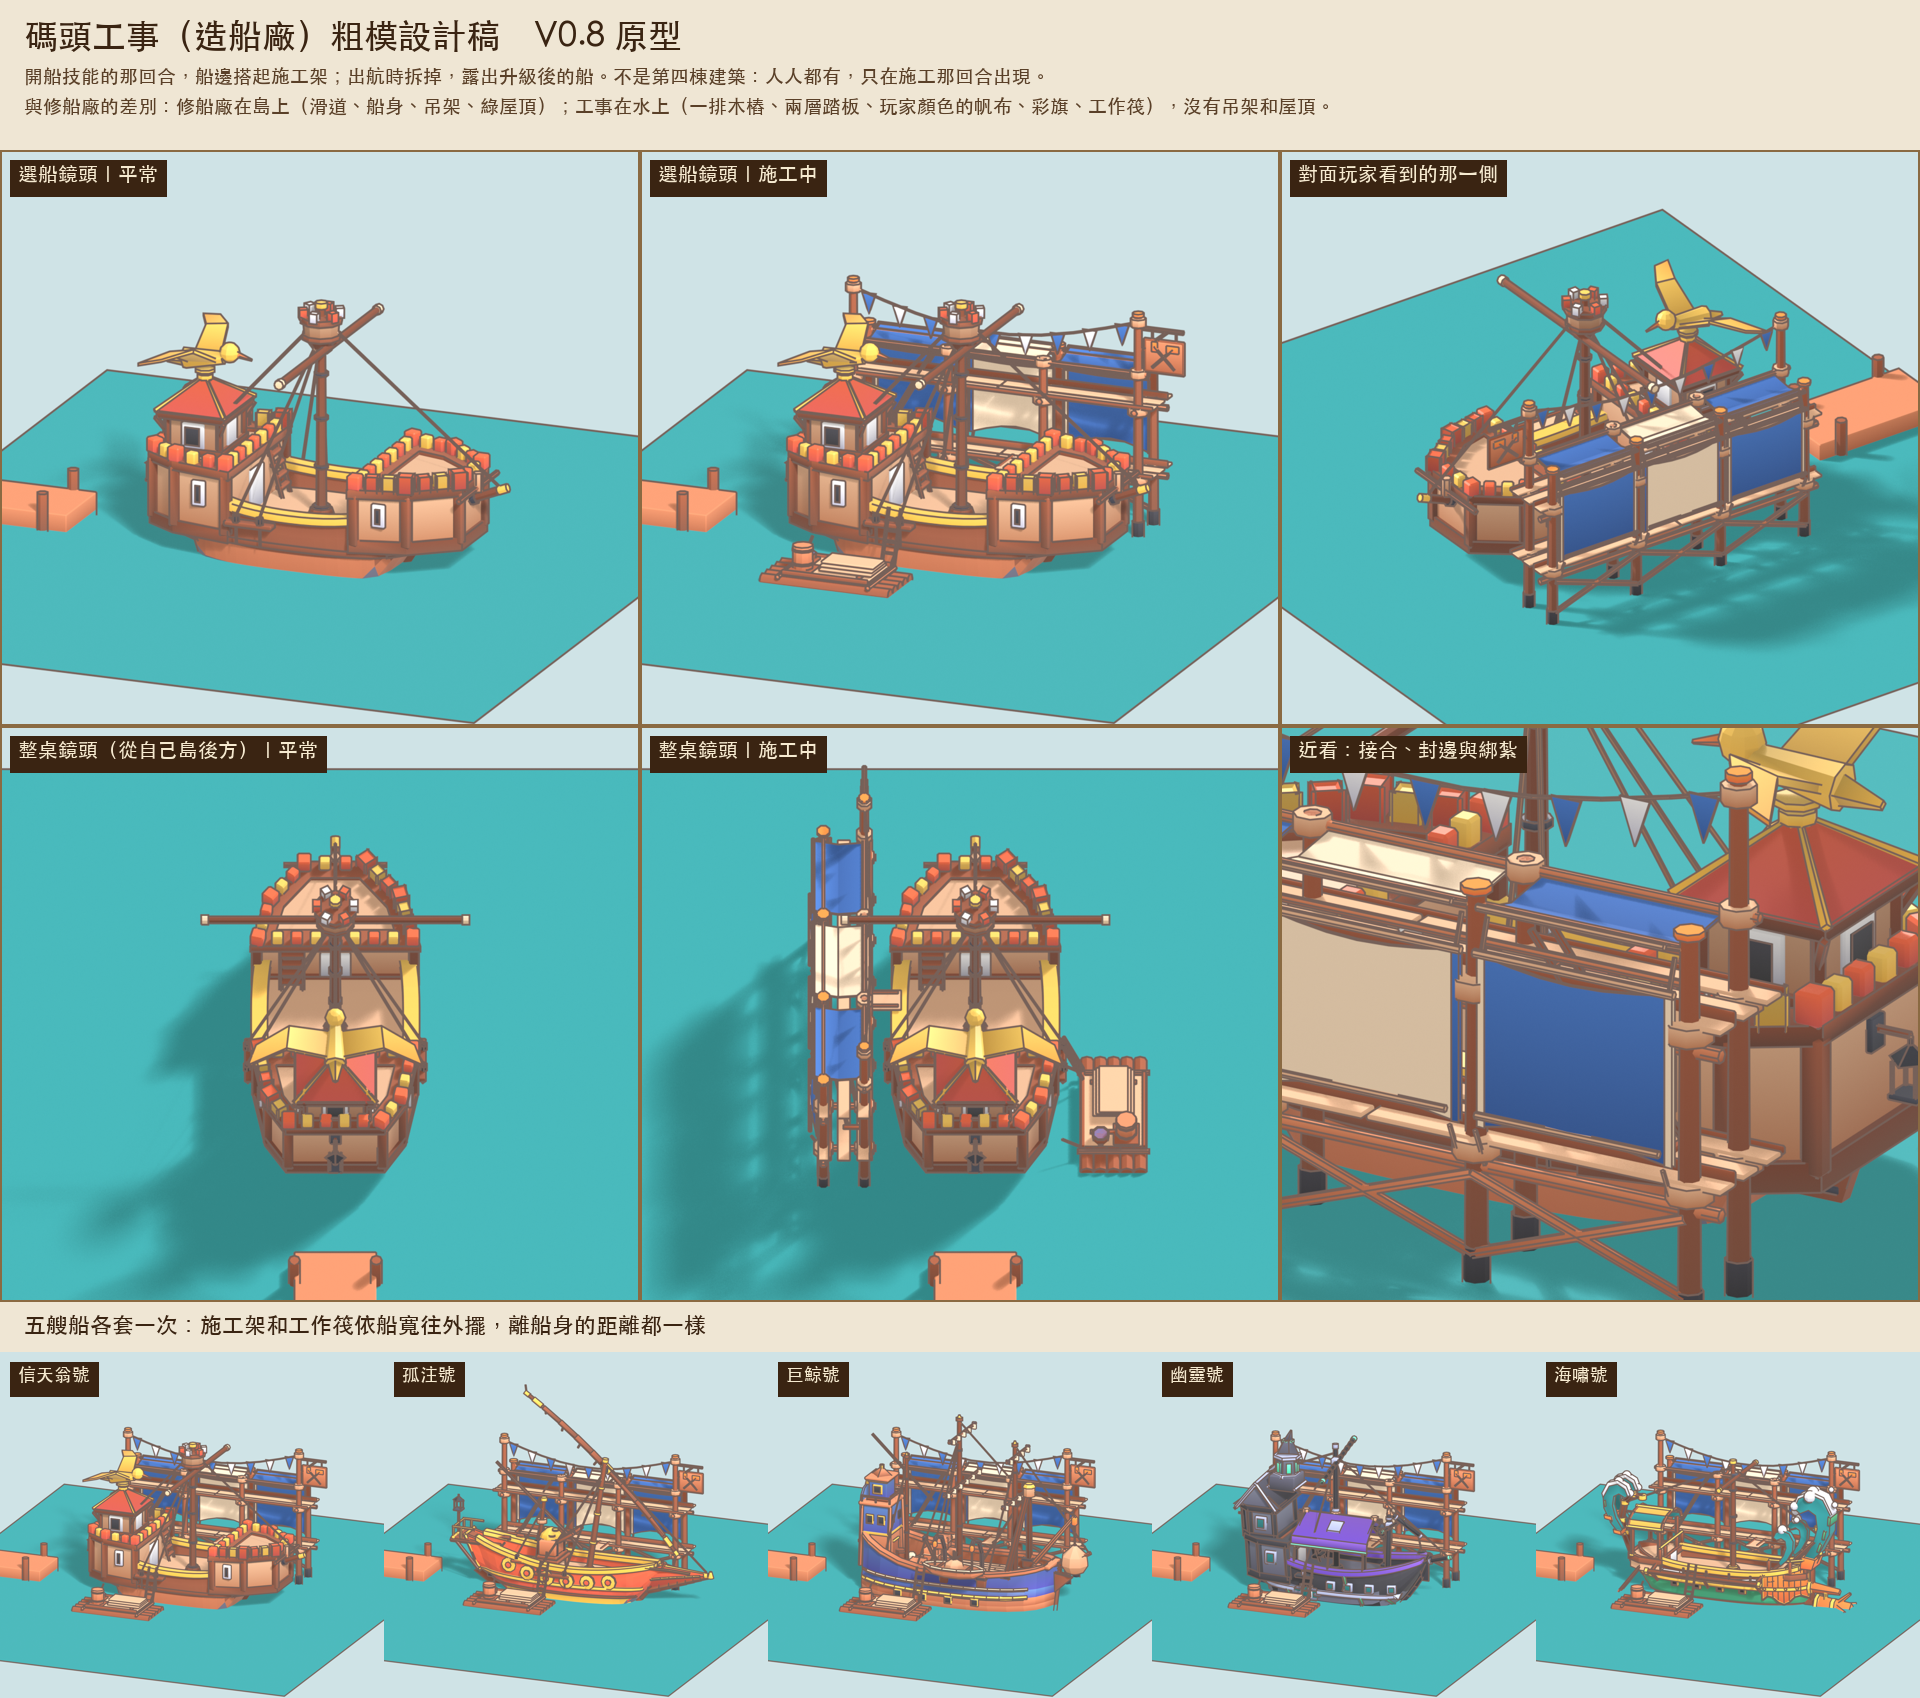 碼頭工事（造船廠）粗模設計稿　V0.8 原型
開船技能的那回合，船邊搭起施工架；出航時拆掉，露出升級後的船。不是第四棟建築：人人都有，只在施工那回合出現。
與修船廠的差別：修船廠在島上（滑道、船身、吊架、綠屋頂）；工事在水上（一排木樁、兩層踏板、玩家顏色的帆布、彩旗、工作筏），沒有吊架和屋頂。
選船鏡頭｜平常
選船鏡頭｜施工中
對面玩家看到的那一側
整桌鏡頭（從自己島後方）｜平常
整桌鏡頭｜施工中
近看：接合、封邊與綁紮
五艘船各套一次：施工架和工作筏依船寬往外擺，離船身的距離都一樣
信天翁號
孤注號
巨鯨號
幽靈號
海嘯號